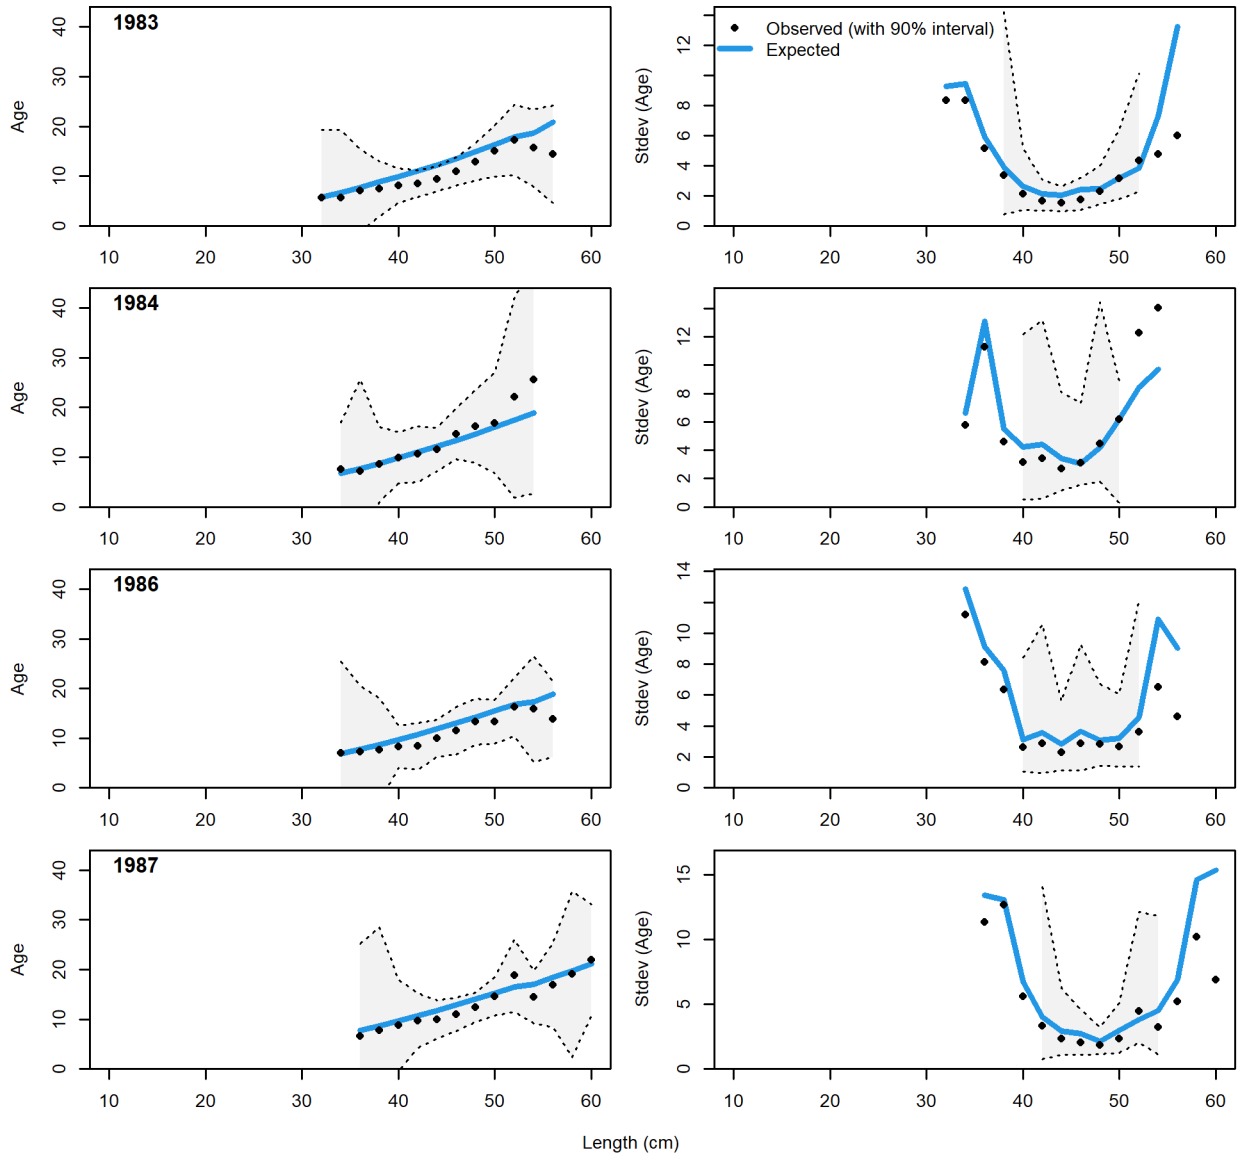 1983
Age
0 10 20 30 40
10 20 30 40 50 60
Observed (with 90% interval)
Expected
Stdev (Age)
0 2 4 6 8 12
10 20 30 40 50 60
1984
Age
0 10 20 30 40
10 20 30 40 50 60
Stdev (Age)
0 2 4 6 8 12
10 20 30 40 50 60
1986
Age
0 10 20 30 40
10 20 30 40 50 60
Stdev (Age)
0 2 4 6 8 10 14
10 20 30 40 50 60
1987
Age
0 10 20 30 40
10 20 30 40 50 60
Stdev (Age)
0 5 10 15
10 20 30 40 50 60
Length (cm)